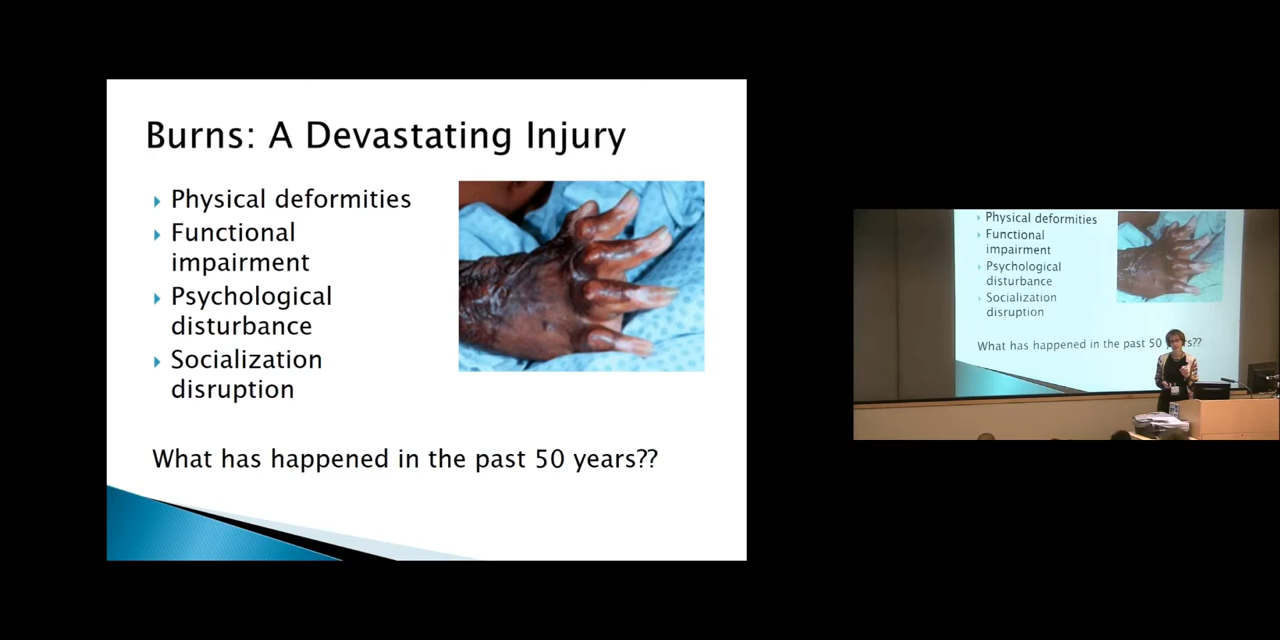 Burns: A Devastating Injury
Physical deformities
Functional
impairment
Psychological
disturbance
Socialization
disruption
What has happened in the past 50 years??
Physical deformities
Functional
impairment
Psychological
disturbance
Socialization
disruption
What has happened in the past 50